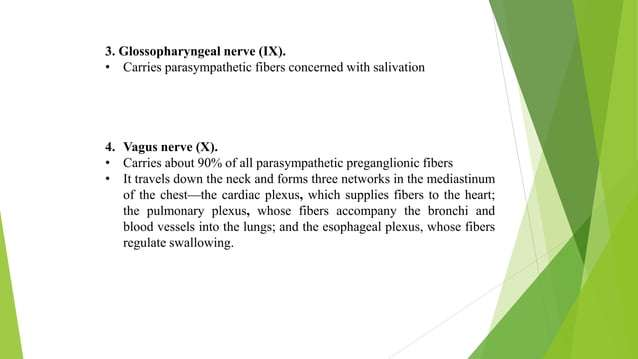 3. Glossopharyngeal nerve (IX).
• Carries parasympathetic fibers concerned with salivation
4. Vagus nerve (X).
• Carries about 90% of all parasympathetic preganglionic fibers
• It travels down the neck and forms three networks in the mediastinum
of the chest—the cardiac plexus, which supplies fibers to the heart;
the pulmonary plexus, whose fibers accompany the bronchi and
blood vessels into the lungs; and the esophageal plexus, whose fibers
regulate swallowing.